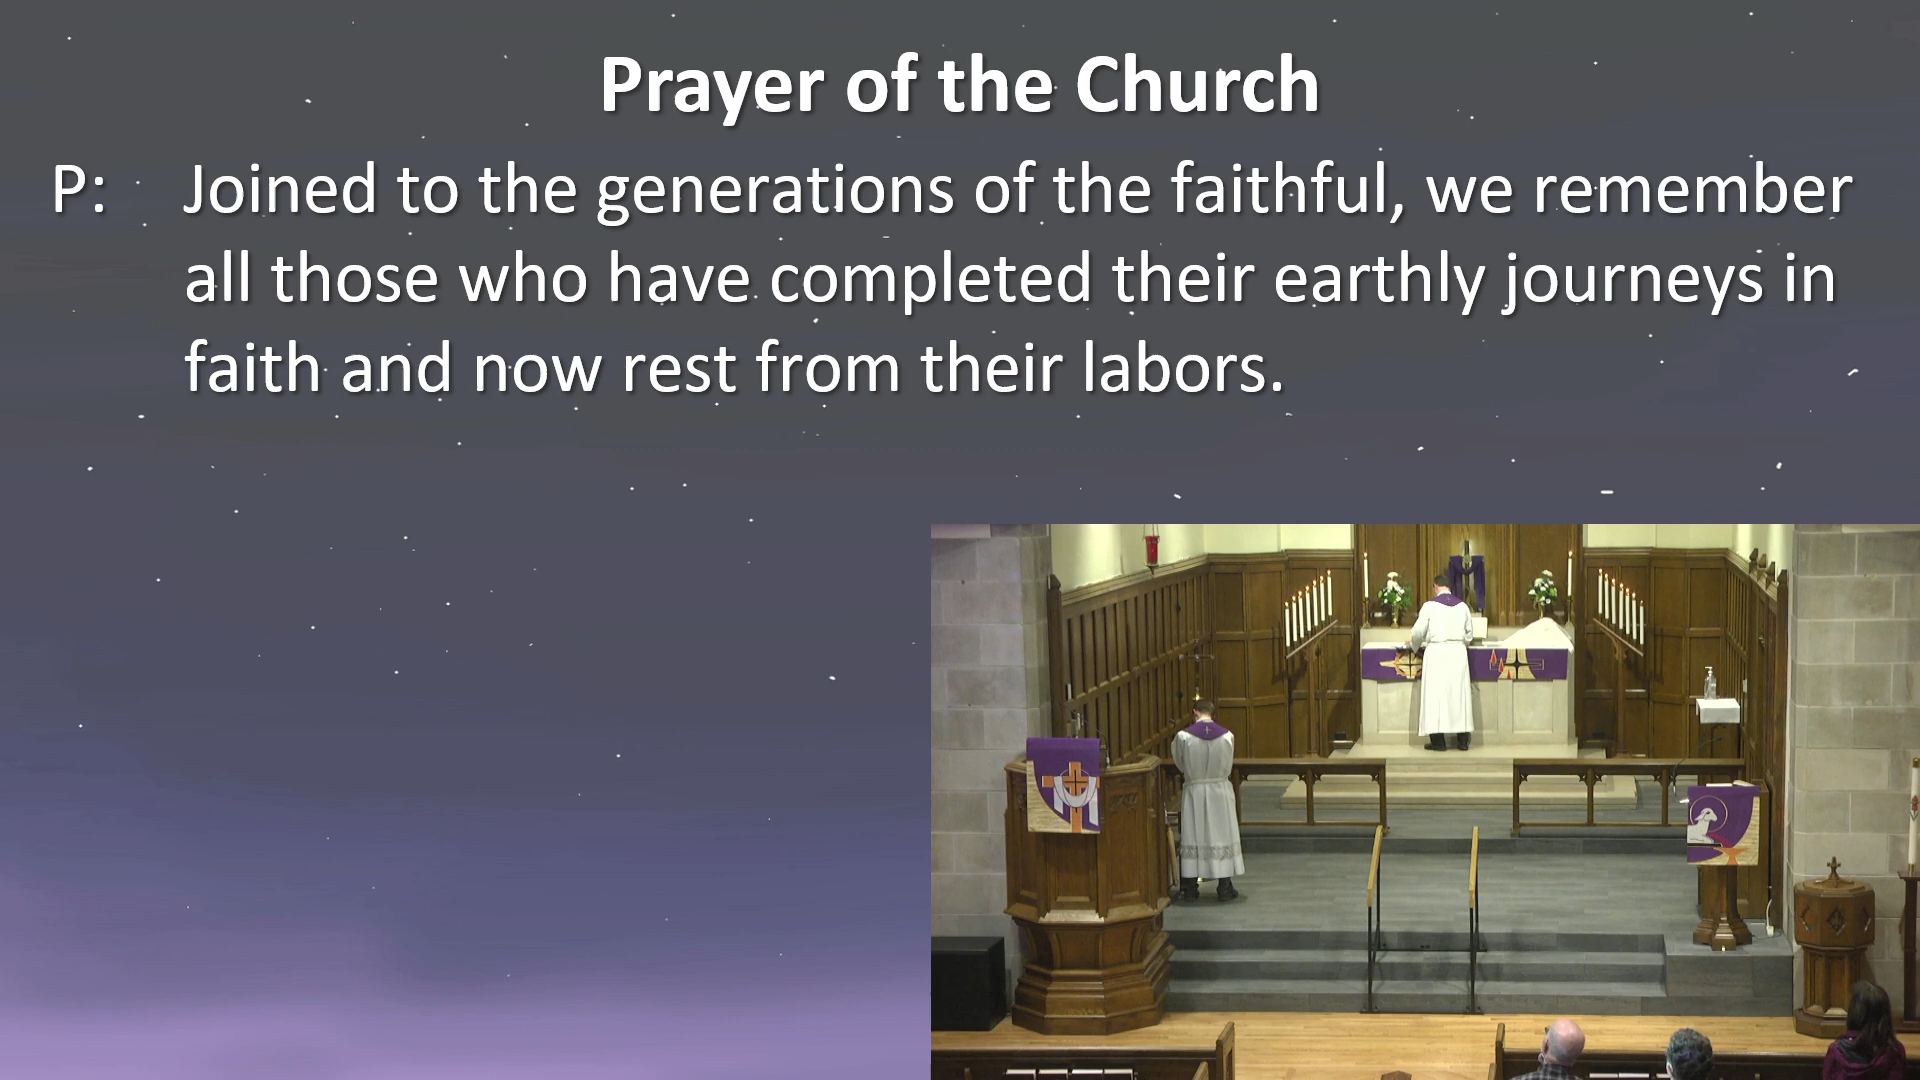 Prayer of the Church
P: Joined to the generations of the faithful, we remember
all those who have completed their earthly journeys in
faith and now rest from their labors.